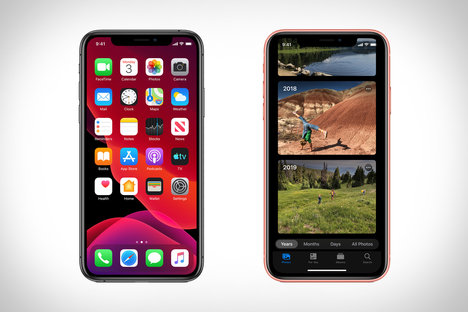 9:41
Monday
3
FaceTime Calendar Photos Camera
Mail Clock Maps Weather
Reminders Notes Stocks News
Books App Store Podcasts TV
Health Home Wallet Settings
9:41
2018
2019
Years Months Days All Photos
Photos For You Albums Search